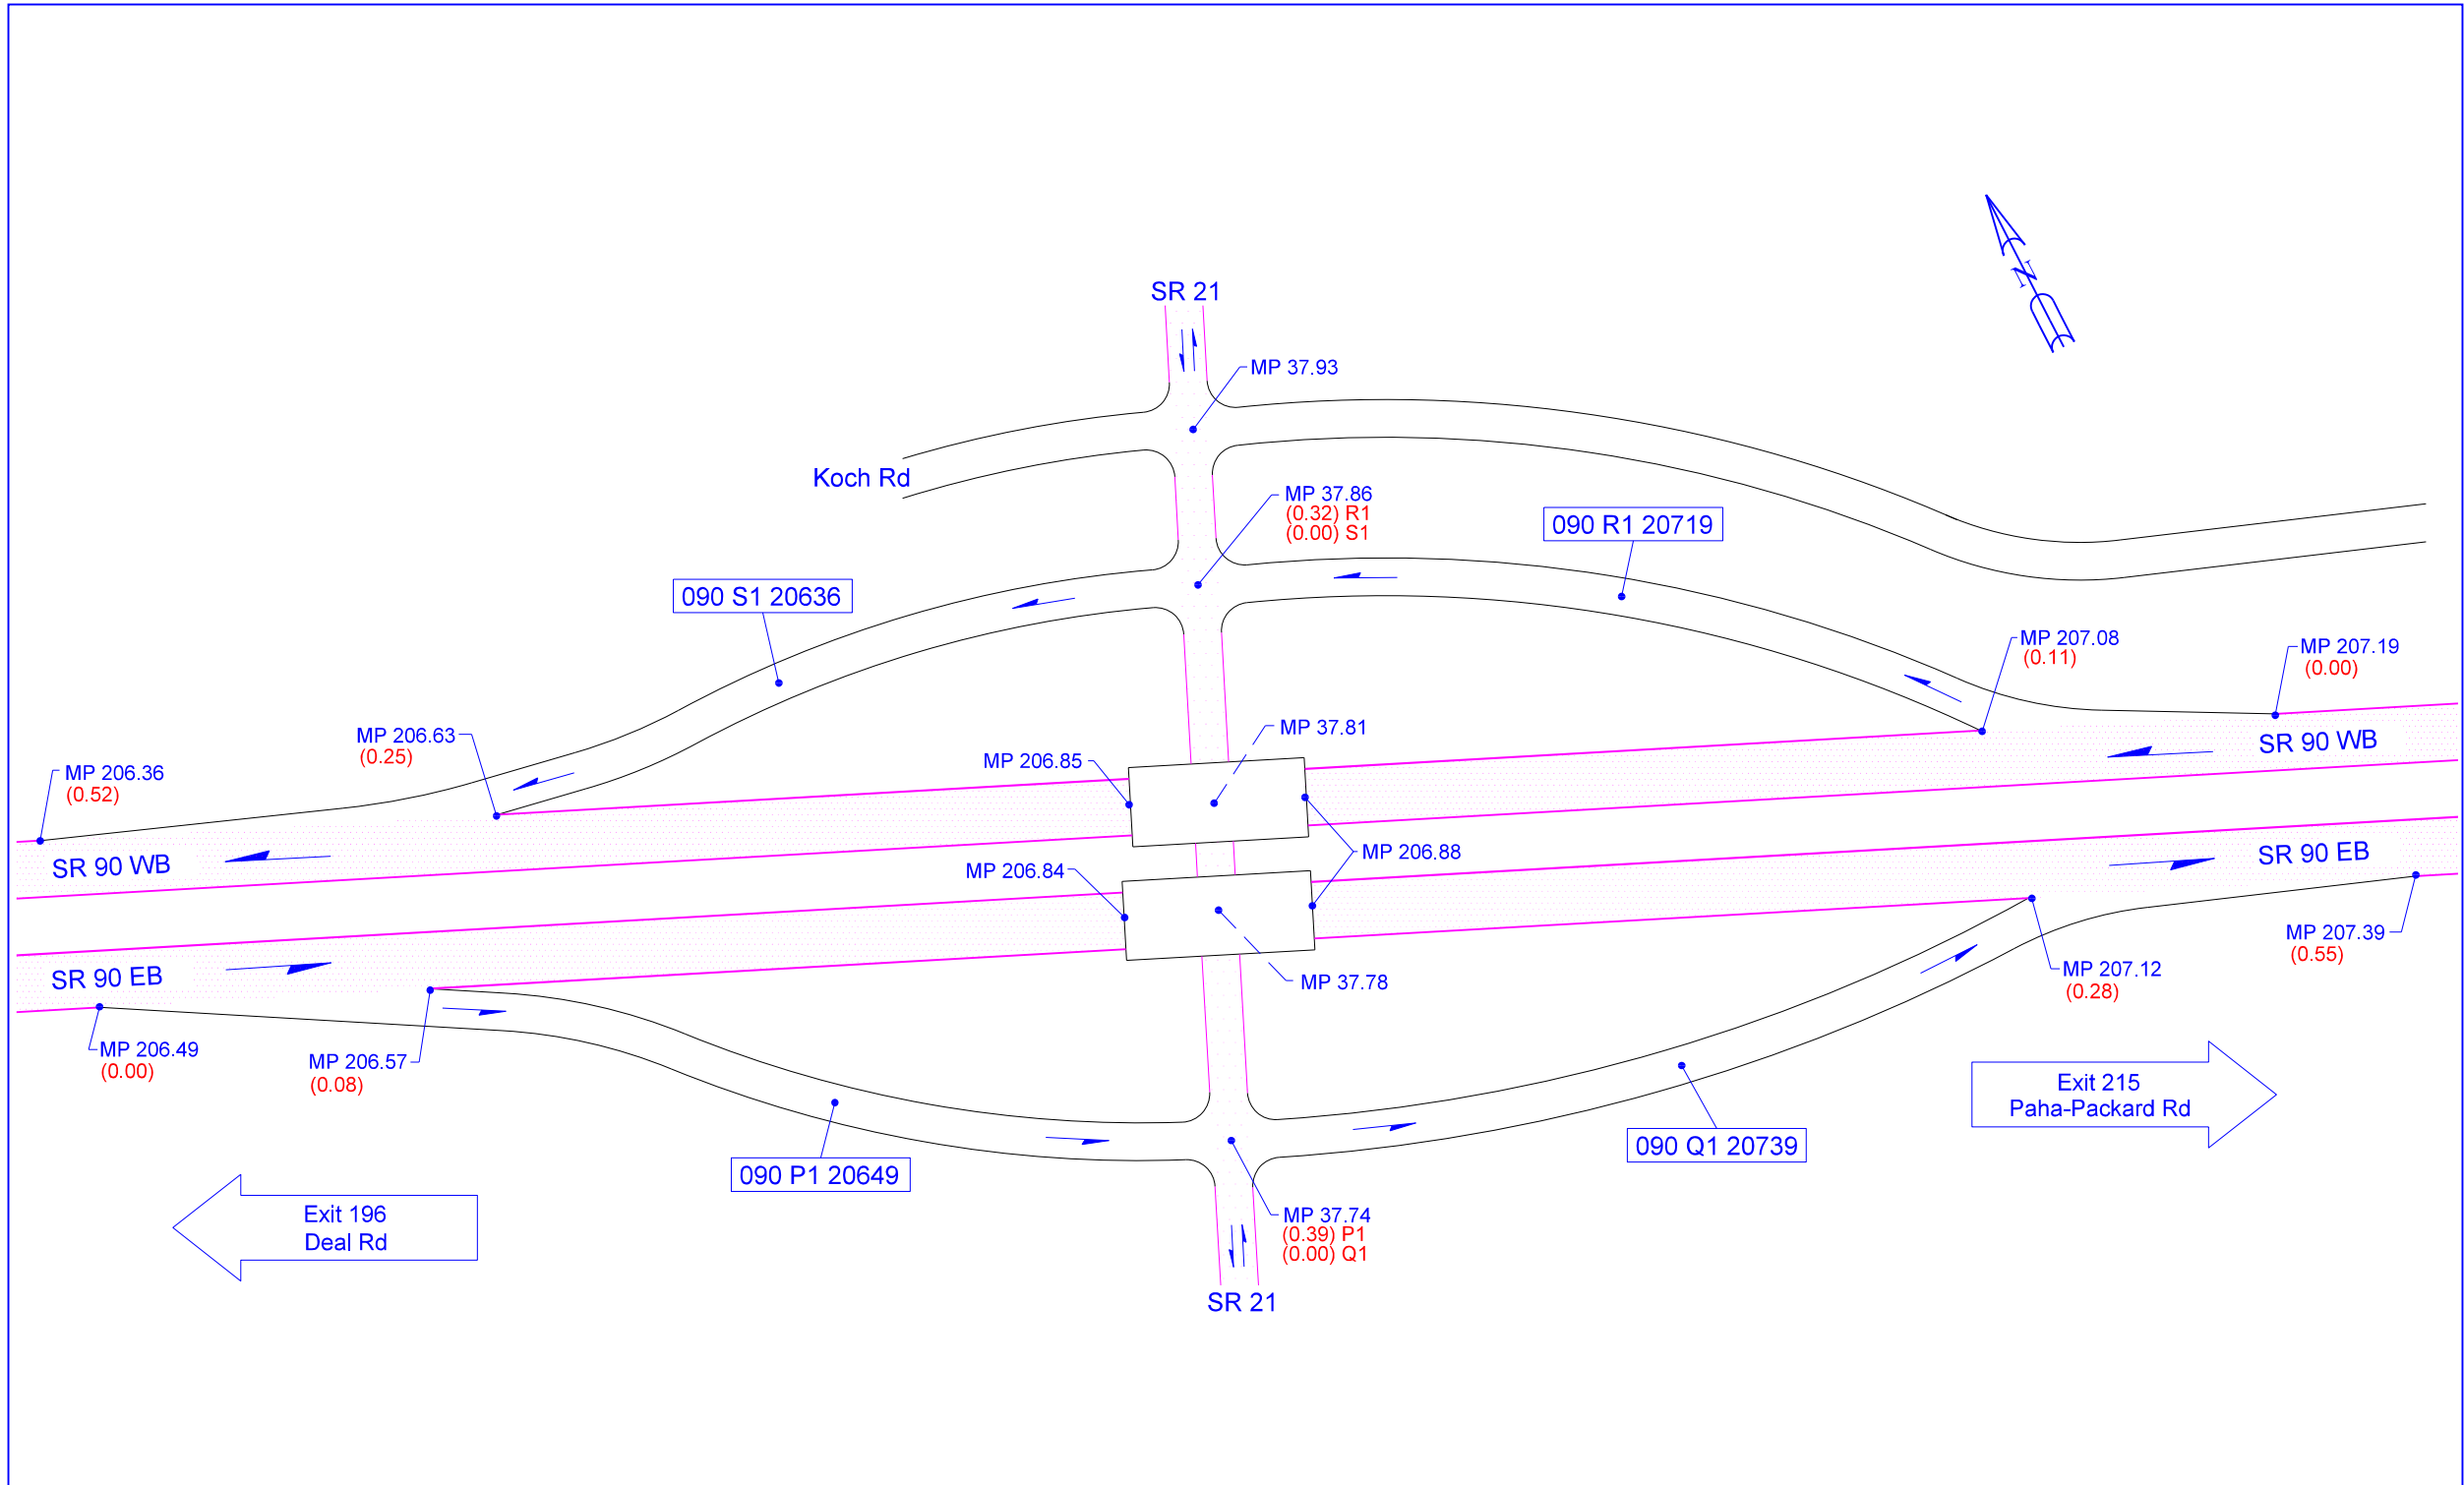 SR 21
N
MP 37.93
Koch Rd
MP 37.86
(0.32) R1
(0.00) S1
090 R1 20719
090 S1 20636
MP 207.08
(0.11)
MP 207.19
(0.00)
MP 206.63
(0.25)
MP 37.81
MP 206.85
SR 90 WB
MP 206.36
(0.52)
MP 206.88
SR 90 WB
MP 206.84
SR 90 EB
MP 207.39
(0.55)
SR 90 EB
MP 37.78
MP 207.12
(0.28)
MP 206.49
(0.00)
MP 206.57
(0.08)
Exit 215
Paha-Packard Rd
090 Q1 20739
090 P1 20649
Exit 196
Deal Rd
MP 37.74
(0.39) P1
(0.00) Q1
SR 21